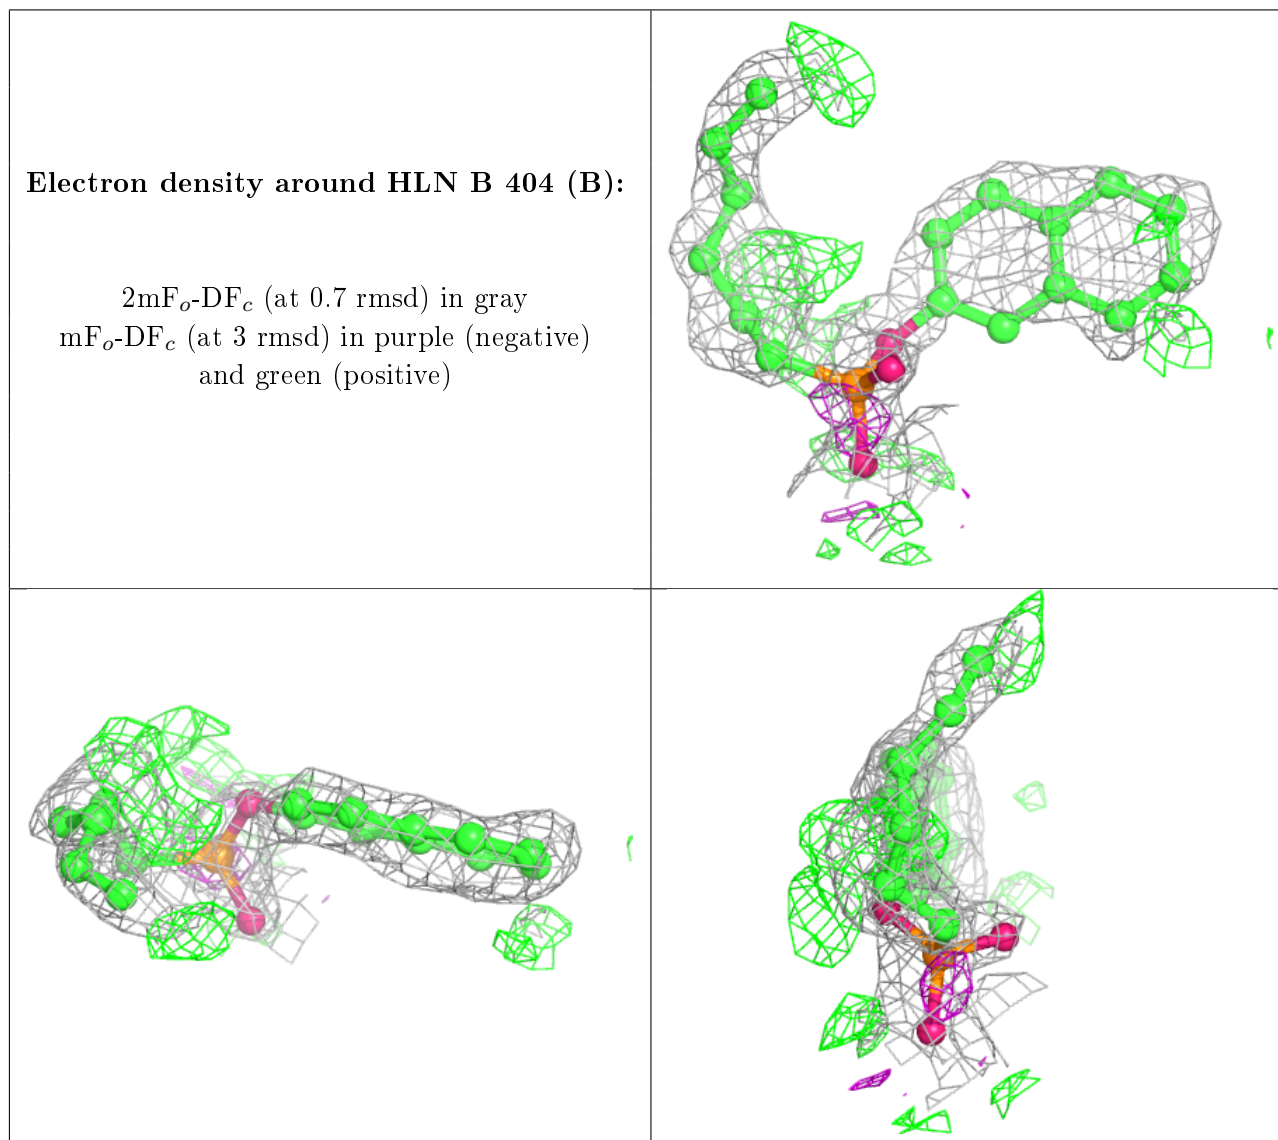 Electron density around HLN B 404 (B):
2mFo-DFc (at 0.7 rmsd) in gray
mFo-DFc (at 3 rmsd) in purple (negative)
and green (positive)